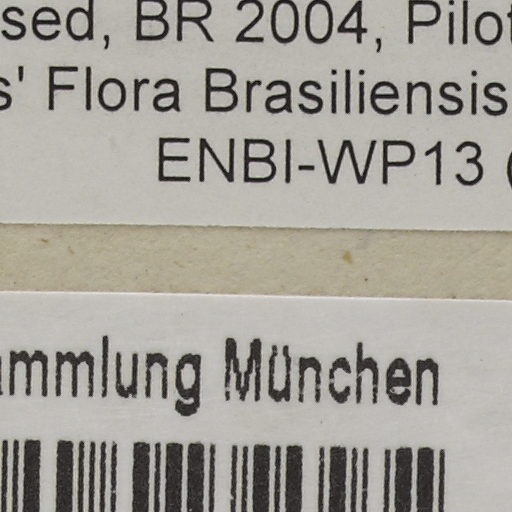 sed, BR 2004, Pilot
s' Flora Brasiliensis
ENBI-WP13 (
ammlung München